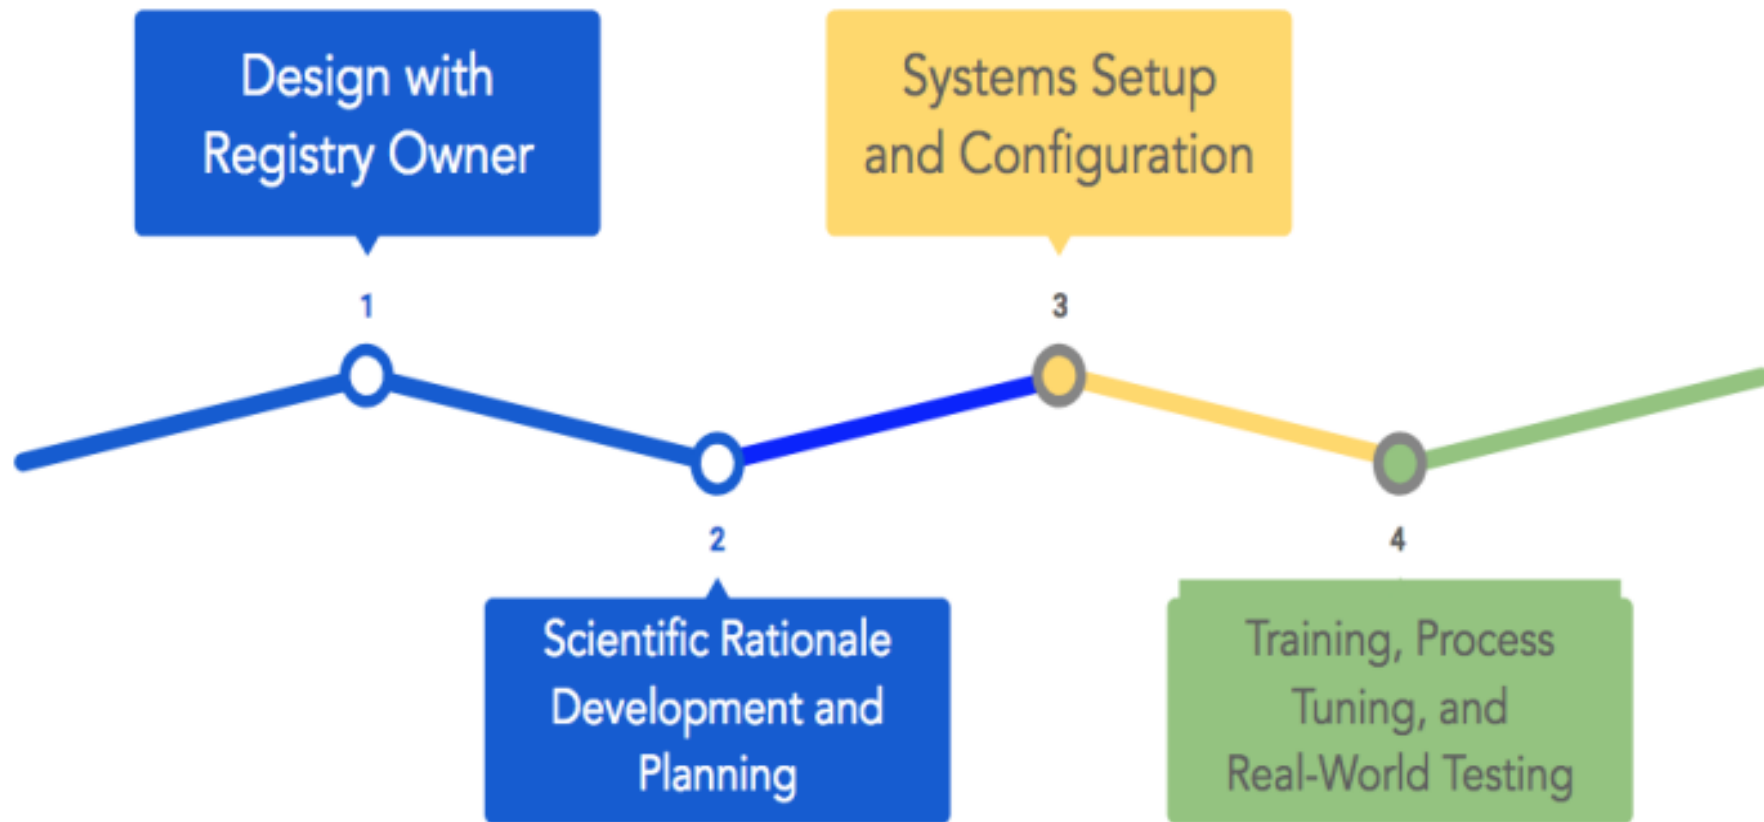 Design with
Registry Owner
1
2
Scientific Rationale
Development and
Planning
Systems Setup
and Configuration
3
4
Training, Process
Tuning, and
Real-World Testing